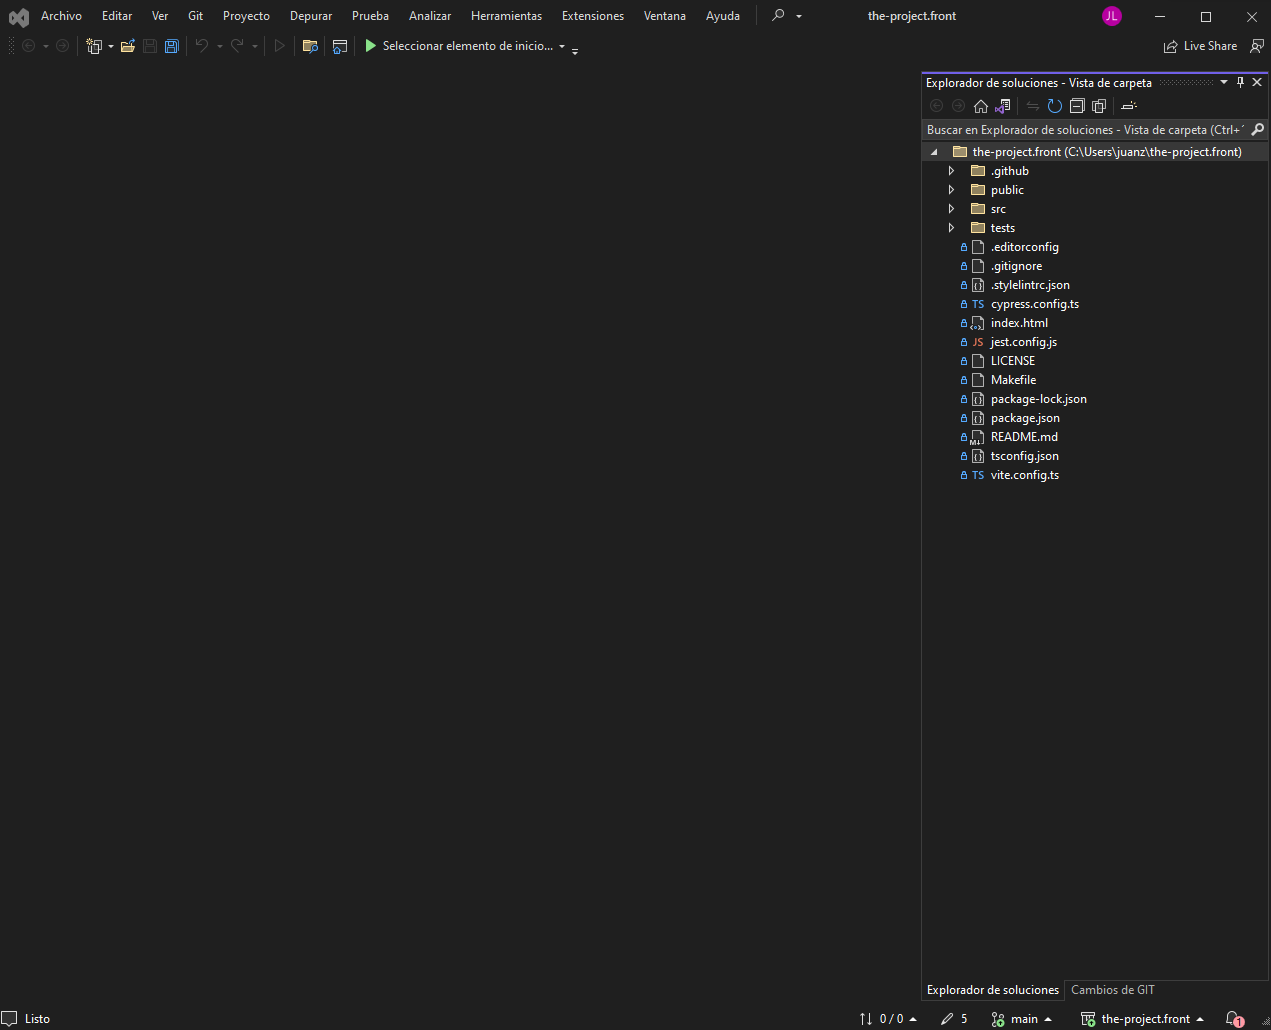 Archivo Editar Ver Git Proyecto Depurar Prueba Analizar Herramientas Extensiones Ventana Ayuda the-project.front JL
Seleccionar elemento de inicio... Live Share
Explorador de soluciones - Vista de carpeta
Buscar en Explorador de soluciones - Vista de carpeta (Ctrl+
the-project.front (C:\Users\juanz\the-project.front)
.github
public
src
tests
.editorconfig
.gitignore
.stylelintrc.json
TS cypress.config.ts
index.html
JS jest.config.js
LICENSE
Makefile
package-lock.json
package.json
README.md
tsconfig.json
TS vite.config.ts
Explorador de soluciones Cambios de GIT
Listo 0 / 0 5 main the-project.front 1